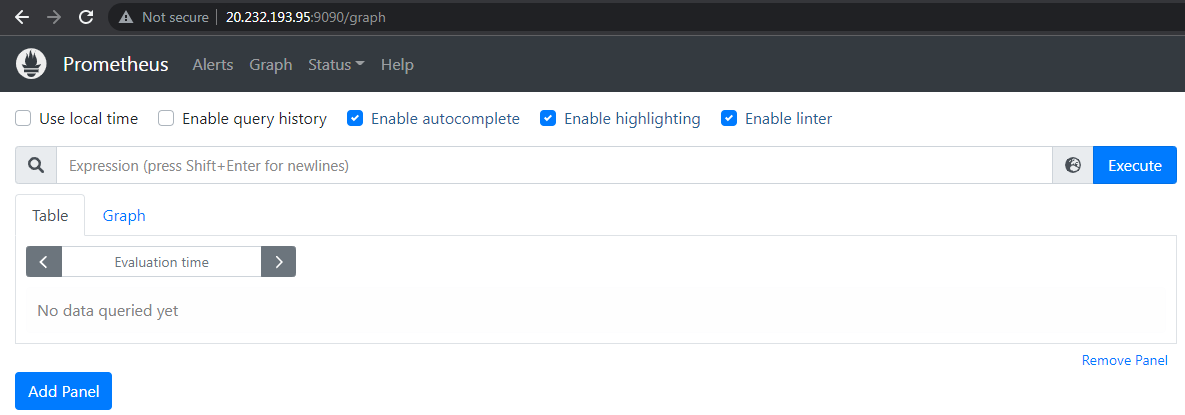 Not secure 20.232.193.95:9090/graph
Prometheus Alerts Graph Status Help
Use local time Enable query history Enable autocomplete Enable highlighting Enable linter
Expression (press Shift+Enter for newlines) Execute
Table Graph
Evaluation time
No data queried yet
Remove Panel
Add Panel